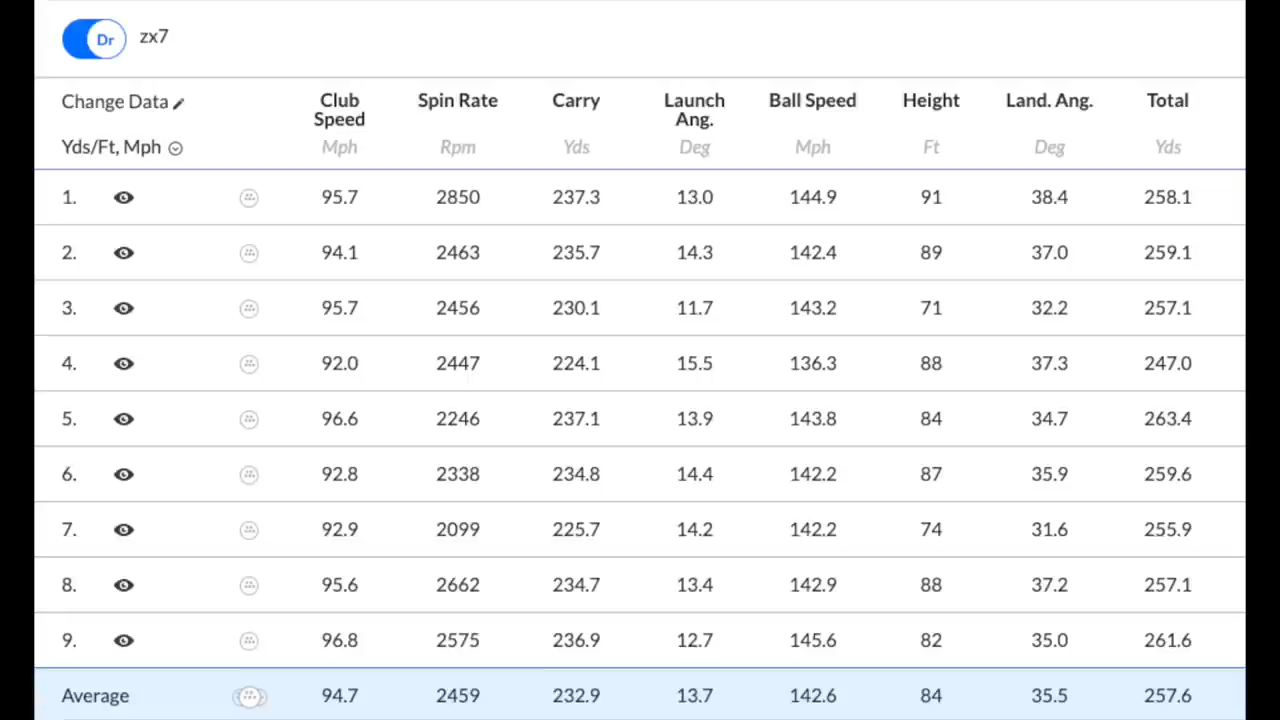 Dr zx7
Change Data Club Speed Spin Rate Carry Launch Ang. Ball Speed Height Land. Ang. Total
Yds/Ft, Mph Mph Rpm Yds Deg Mph Ft Deg Yds
1. 95.7 2850 237.3 13.0 144.9 91 38.4 258.1
2. 94.1 2463 235.7 14.3 142.4 89 37.0 259.1
3. 95.7 2456 230.1 11.7 143.2 71 32.2 257.1
4. 92.0 2447 224.1 15.5 136.3 88 37.3 247.0
5. 96.6 2246 237.1 13.9 143.8 84 34.7 263.4
6. 92.8 2338 234.8 14.4 142.2 87 35.9 259.6
7. 92.9 2099 225.7 14.2 142.2 74 31.6 255.9
8. 95.6 2662 234.7 13.4 142.9 88 37.2 257.1
9. 96.8 2575 236.9 12.7 145.6 82 35.0 261.6
Average 94.7 2459 232.9 13.7 142.6 84 35.5 257.6